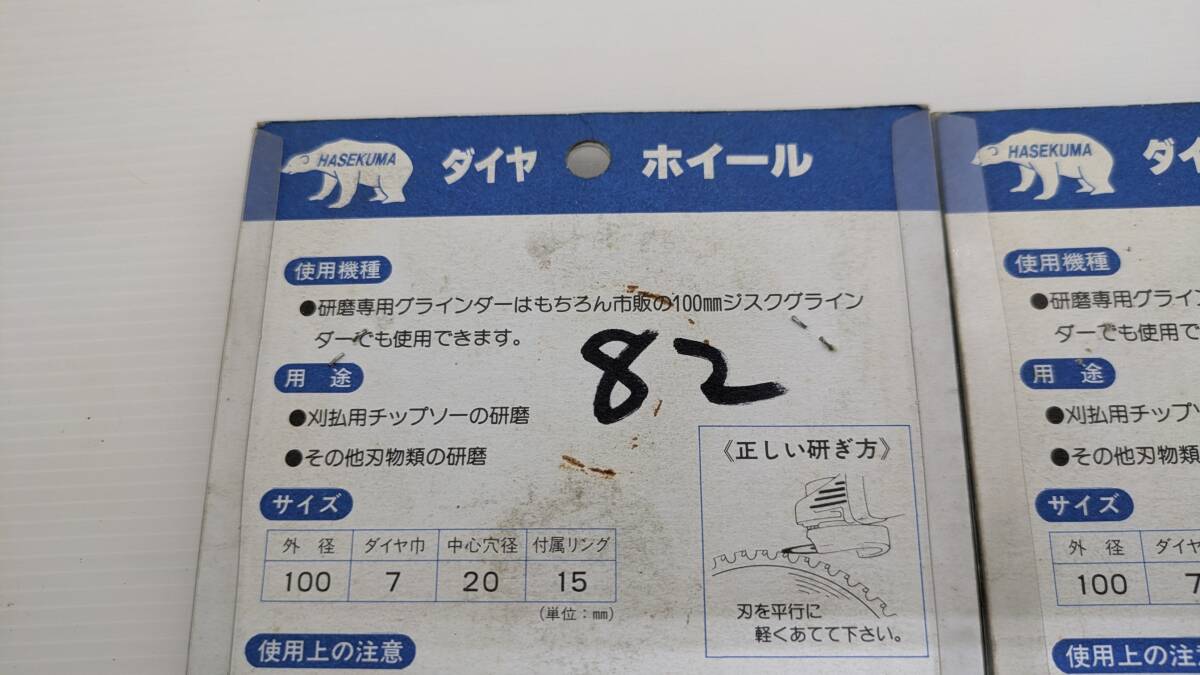 HASEKUMA ダイヤ ホイール
使用機種
●研磨専用グラインダーはもちろん市販の100mmジスクグライン
ダーでも使用できます。
82
用 途
●刈払用チップソーの研磨
●その他刃物類の研磨
サイズ
外 径 ダイヤ巾 中心穴径 付属リング
100 7 20 15
(単位:mm)
《正しい研ぎ方》
刃を平行に
軽くあてて下さい。
使用上の注意
HASEKUMA ダイ
使用機種
●研磨専用グライン
ダーでも使用で
用 途
●刈払用チップソ
●その他刃物類
サイズ
外 径 ダイヤ
100 7
使用上の注意